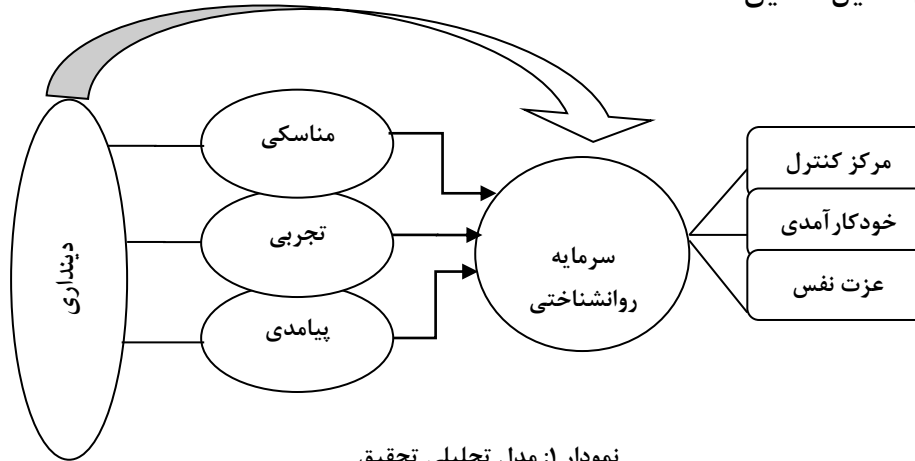 مناسکی
تجربی
پیامدی
دینداری
سرمایه
روانشناختی
مرکز کنترل
خودکارآمدی
عزت نفس
نمودار ۱: مدل تحلیلی تحقیق